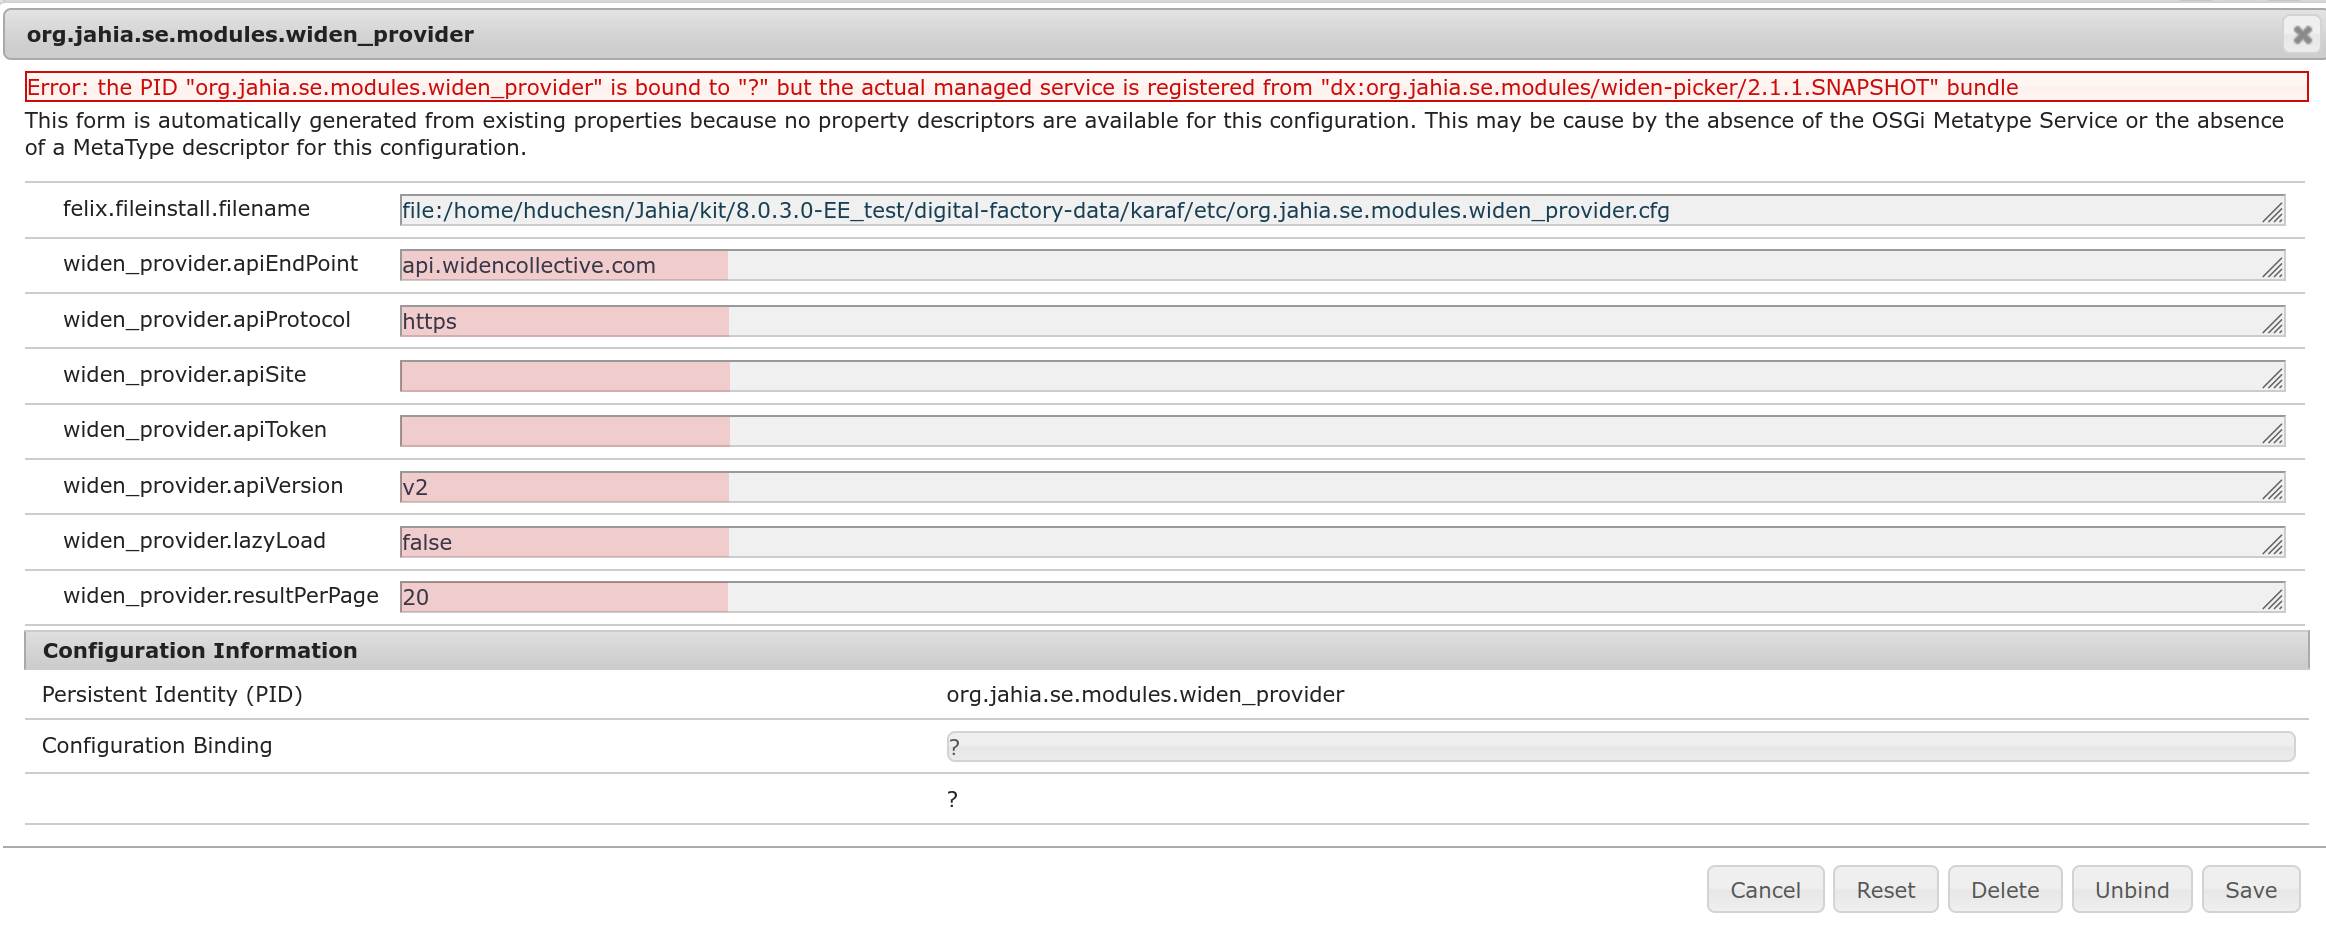 org.jahia.se.modules.widen_provider
Error: the PID "org.jahia.se.modules.widen_provider" is bound to "?" but the actual managed service is registered from "dx:org.jahia.se.modules/widen-picker/2.1.1.SNAPSHOT" bundle
This form is automatically generated from existing properties because no property descriptors are available for this configuration. This may be cause by the absence of the OSGi Metatype Service or the absence
of a MetaType descriptor for this configuration.
felix.fileinstall.filename file:/home/hduchesn/Jahia/kit/8.0.3.0-EE_test/digital-factory-data/karaf/etc/org.jahia.se.modules.widen_provider.cfg
widen_provider.apiEndPoint api.widencollective.com
widen_provider.apiProtocol https
widen_provider.apiSite
widen_provider.apiToken
widen_provider.apiVersion v2
widen_provider.lazyLoad false
widen_provider.resultPerPage 20
Configuration Information
Persistent Identity (PID) org.jahia.se.modules.widen_provider
Configuration Binding ?
?
Cancel Reset Delete Unbind Save